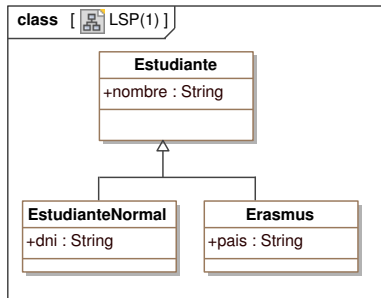 class [ LSP(1) ]
Estudiante
+nombre : String
EstudianteNormal
+dni : String
Erasmus
+pais : String